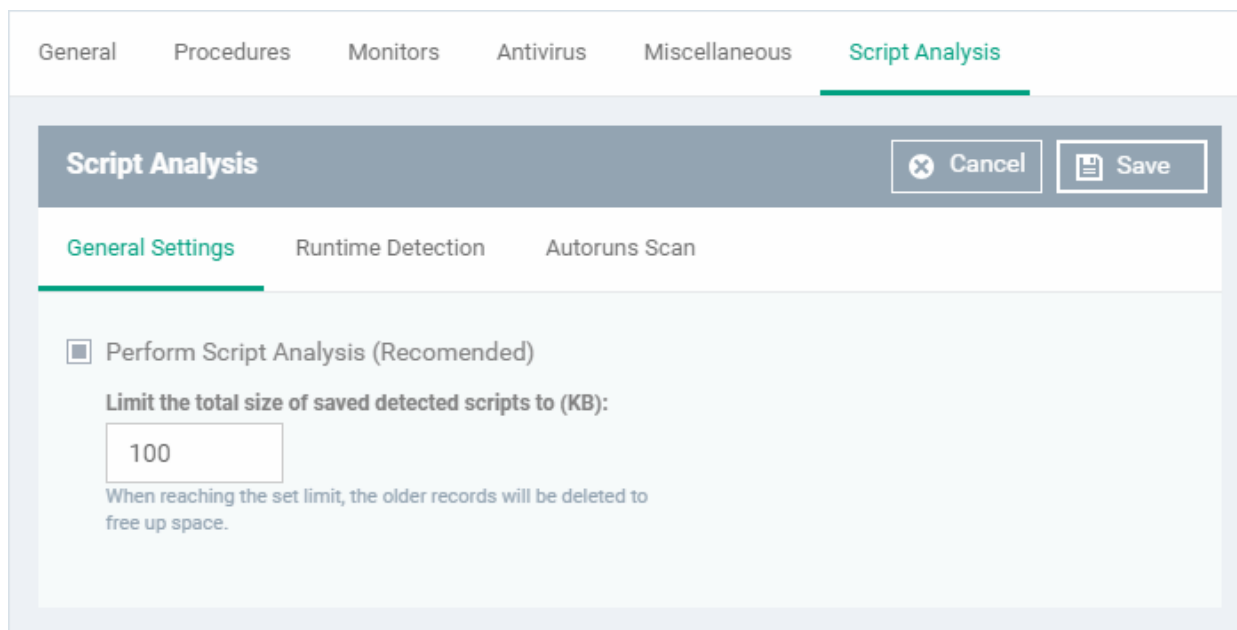 General Procedures Monitors Antivirus Miscellaneous Script Analysis
Script Analysis Cancel Save
General Settings Runtime Detection Autoruns Scan
Perform Script Analysis (Recomended)
Limit the total size of saved detected scripts to (KB):
100
When reaching the set limit, the older records will be deleted to
free up space.